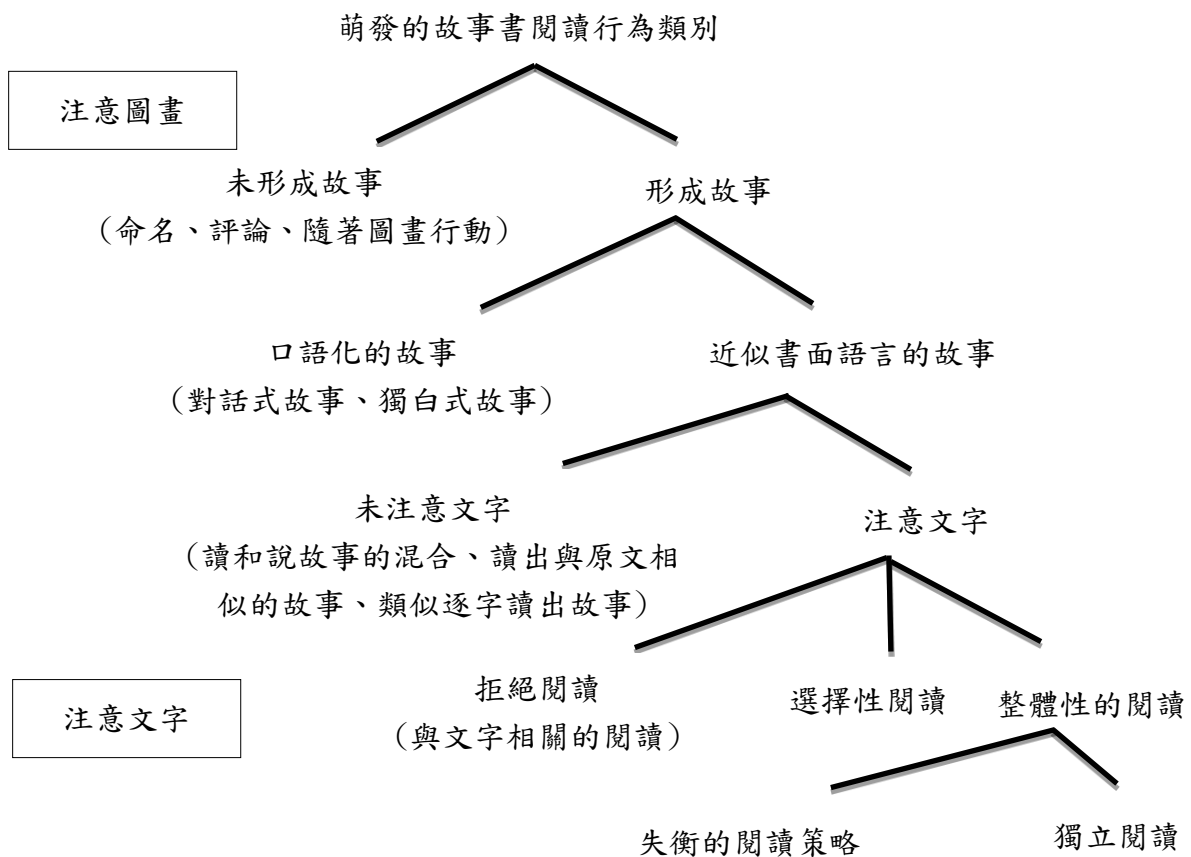 萌發的故事書閱讀行為類別
注意圖畫
未形成故事
(命名、評論、隨著圖畫行動)
形成故事
口語化的故事
(對話式故事、獨白式故事)
近似書面語言的故事
未注意文字
(讀和說故事的混合、讀出與原文相
似的故事、類似逐字讀出故事)
注意文字
拒絕閱讀
(與文字相關的閱讀)
選擇性閱讀
整體性的閱讀
注意文字
失衡的閱讀策略
獨立閱讀